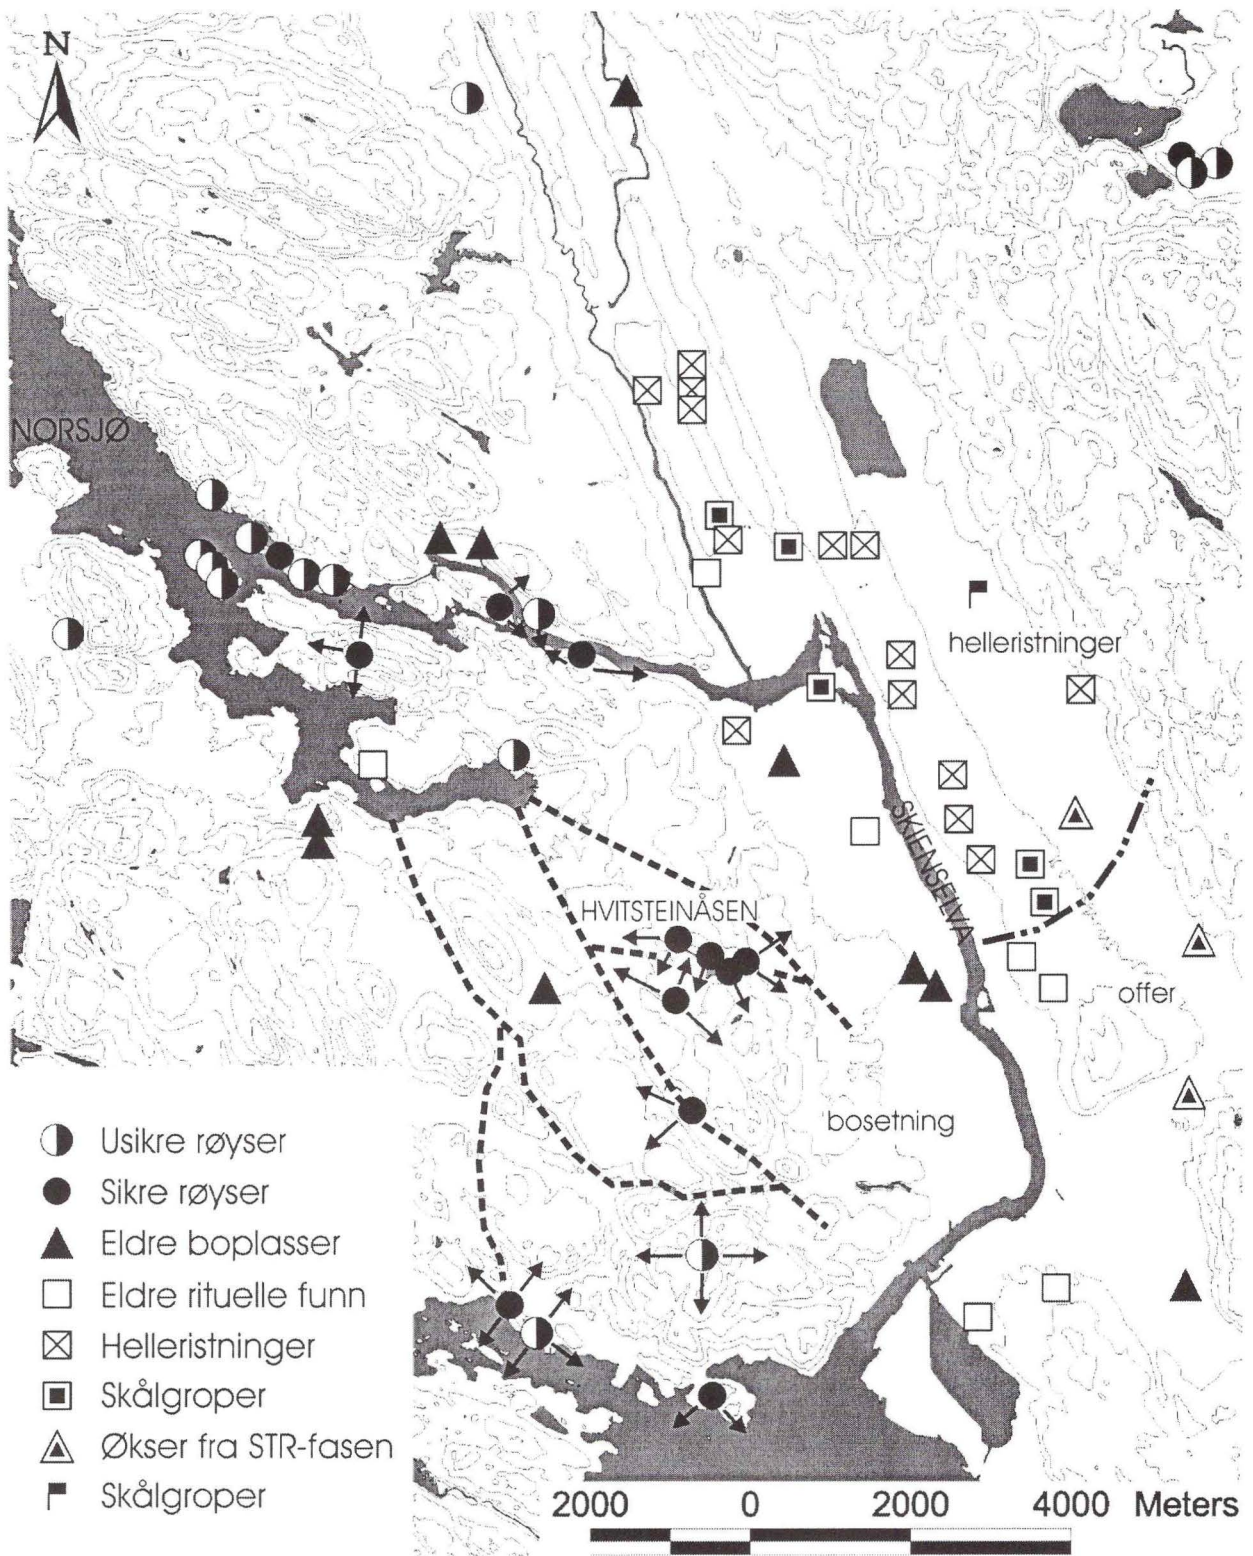 N
NORSJØ
helleristninger
SKIENSELVA
HVITSTEINÅSEN
offer
bosetning
Usikre røyser
Sikre røyser
Eldre boplasser
Eldre rituelle funn
Helleristninger
Skålgroper
Økser fra STR-fasen
Skålgroper
2000 0 2000 4000 Meters